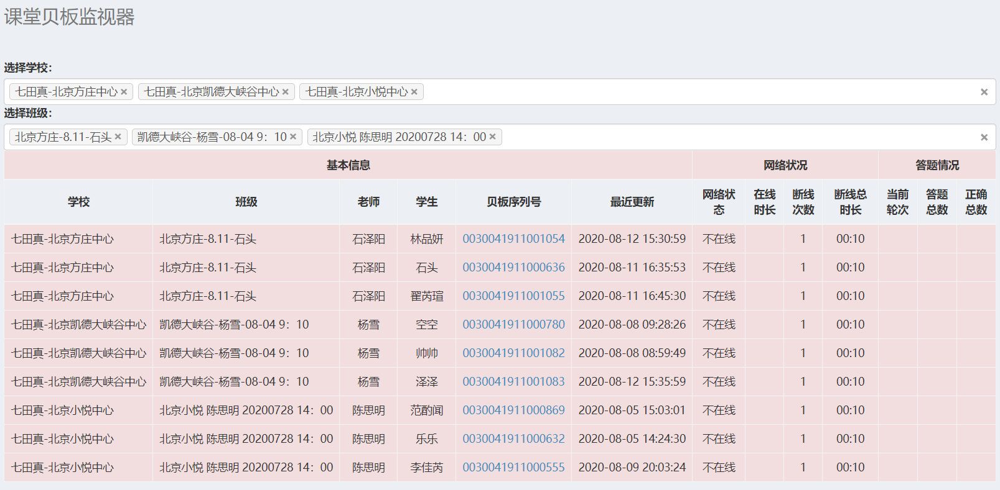 课堂贝板监视器
选择学校：
七田真-北京方庄中心× 七田真-北京凯德大峡谷中心× 七田真-北京小悦中心× ×
选择班级：
北京方庄-8.11-石头× 凯德大峡谷-杨雪-08-04 9：10× 北京小悦 陈思明 20200728 14：00× ×
基本信息 网络状况 答题情况
学校 班级 老师 学生 贝板序列号 最近更新 网络状态 在线时长 断线次数 断线总时长 当前轮次 答题总数 正确总数
七田真-北京方庄中心 北京方庄-8.11-石头 石泽阳 林品妍 0030041911001054 2020-08-12 15:30:59 不在线 1 00:10
七田真-北京方庄中心 北京方庄-8.11-石头 石泽阳 石头 0030041911000636 2020-08-11 16:35:53 不在线 1 00:10
七田真-北京方庄中心 北京方庄-8.11-石头 石泽阳 翟芮瑄 0030041911001055 2020-08-11 16:45:30 不在线 1 00:10
七田真-北京凯德大峡谷中心 凯德大峡谷-杨雪-08-04 9：10 杨雪 空空 0030041911000780 2020-08-08 09:28:26 不在线 1 00:10
七田真-北京凯德大峡谷中心 凯德大峡谷-杨雪-08-04 9：10 杨雪 帅帅 0030041911001082 2020-08-08 08:59:49 不在线 1 00:10
七田真-北京凯德大峡谷中心 凯德大峡谷-杨雪-08-04 9：10 杨雪 泽泽 0030041911001083 2020-08-12 15:35:59 不在线 1 00:10
七田真-北京小悦中心 北京小悦 陈思明 20200728 14：00 陈思明 范酌闻 0030041911000869 2020-08-05 15:03:01 不在线 1 00:10
七田真-北京小悦中心 北京小悦 陈思明 20200728 14：00 陈思明 乐乐 0030041911000632 2020-08-05 14:24:30 不在线 1 00:10
七田真-北京小悦中心 北京小悦 陈思明 20200728 14：00 陈思明 李佳芮 0030041911000555 2020-08-09 20:03:24 不在线 1 00:10